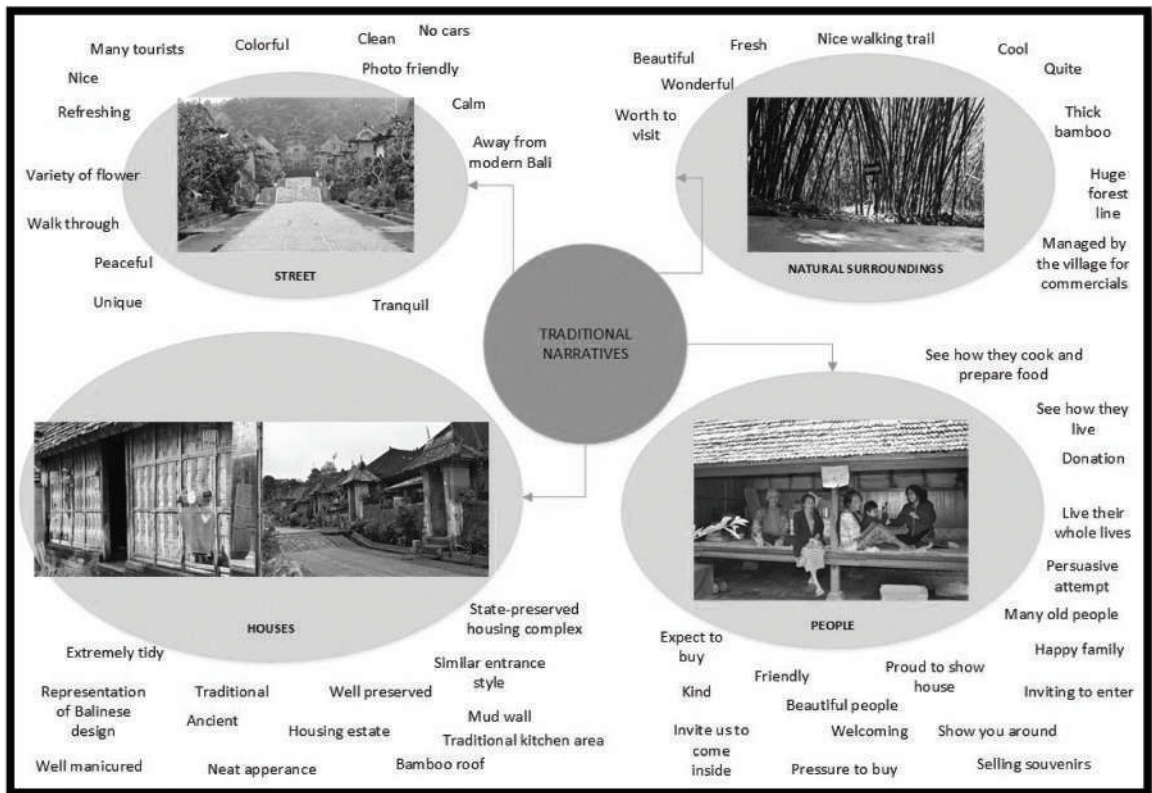 Many tourists
Colorful
Clean
No cars
Nice
Photo friendly
Refreshing
Calm
Away from
modern Bali
Variety of flower
Walk through
Peaceful
Unique
Tranquil
STREET
Nice walking trail
Fresh
Beautiful
Wonderful
Cool
Quite
Worth to
visit
Thick
bamboo
Huge
forest
line
Managed by
the village for
commercials
NATURAL SURROUNDINGS
TRADITIONAL
NARRATIVES
HOUSES
State-preserved
housing complex
Extremely tidy
Similar entrance
style
Representation
of Balinese
design
Traditional
Well preserved
Ancient
Mud wall
Housing estate
Traditional kitchen area
Well manicured
Neat apperance
Bamboo roof
See how they cook and
prepare food
See how they
live
Donation
Live their
whole lives
Persuasive
attempt
PEOPLE
Many old people
Expect to
buy
Happy family
Friendly
Proud to show
house
Kind
Inviting to enter
Beautiful people
Invite us to
come
inside
Welcoming
Show you around
Pressure to buy
Selling souvenirs